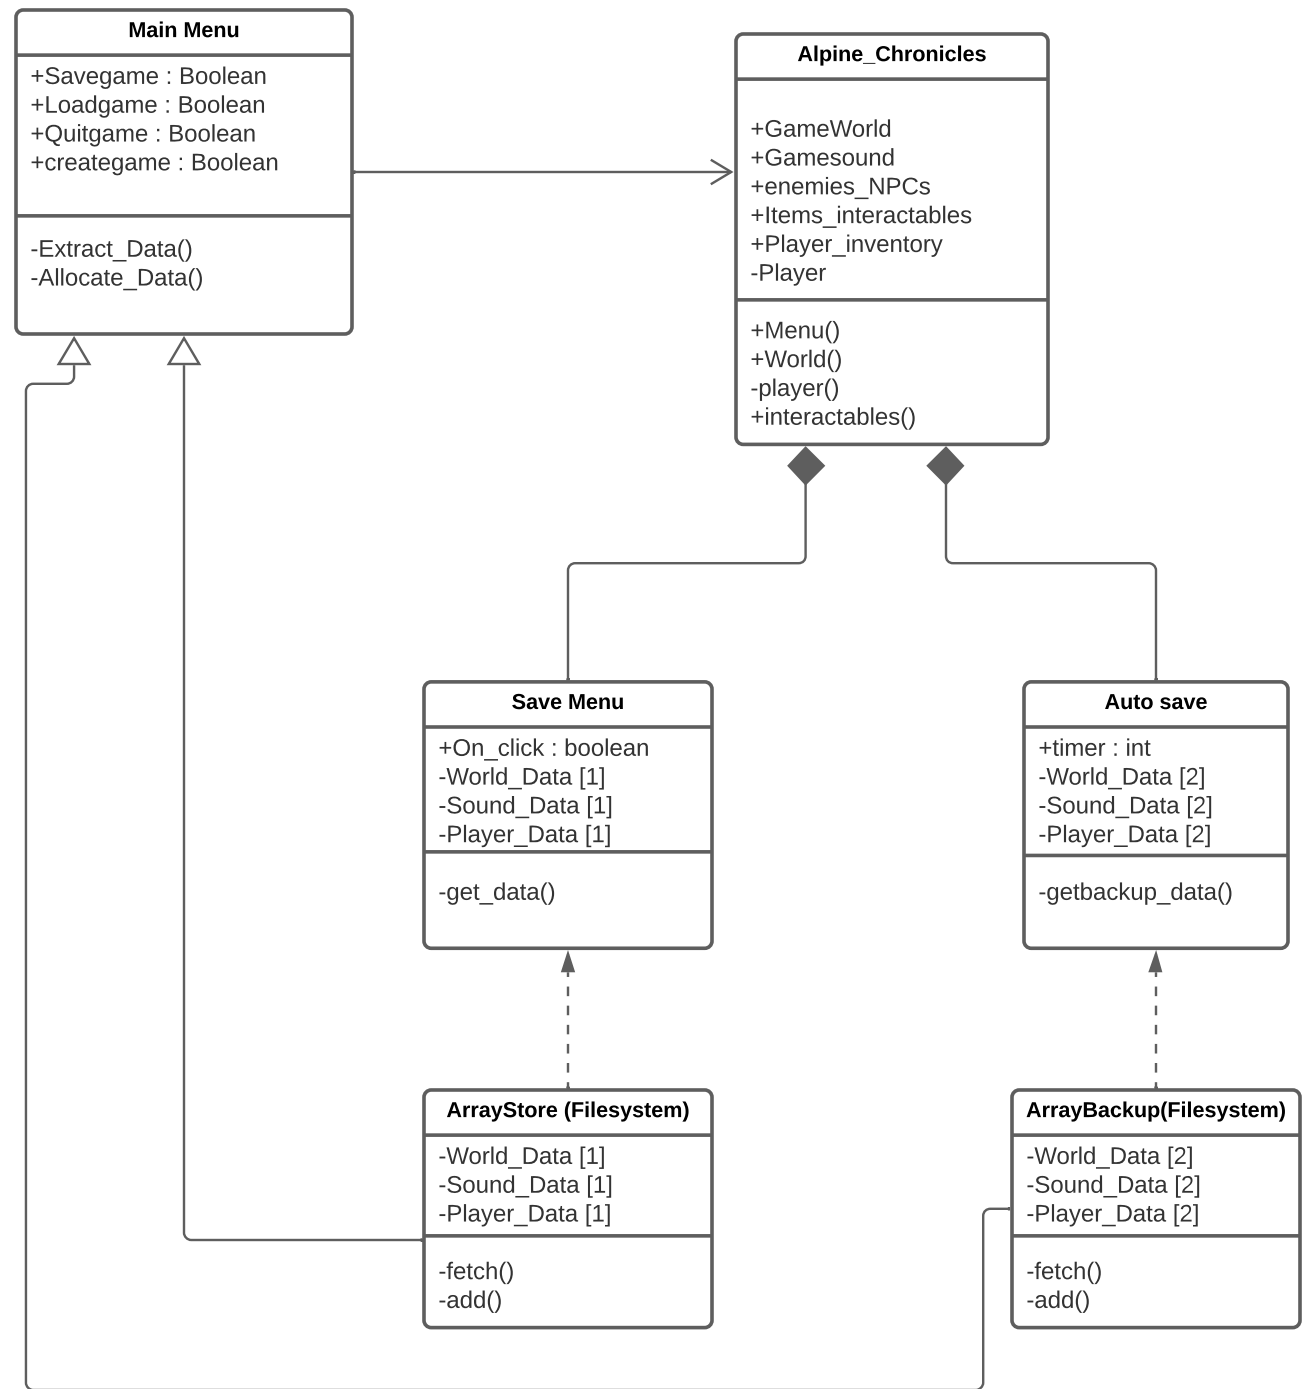 Main Menu
+Savegame : Boolean
+Loadgame : Boolean
+Quitgame : Boolean
+creategame : Boolean
-Extract_Data()
-Allocate_Data()
Alpine_Chronicles
+GameWorld
+Gamesound
+enemies_NPCs
+Items_interactables
+Player_inventory
-Player
+Menu()
+World()
-player()
+interactables()
Save Menu
+On_click : boolean
-World_Data [1]
-Sound_Data [1]
-Player_Data [1]
-get_data()
Auto save
+timer : int
-World_Data [2]
-Sound_Data [2]
-Player_Data [2]
-getbackup_data()
ArrayStore (Filesystem)
-World_Data [1]
-Sound_Data [1]
-Player_Data [1]
-fetch()
-add()
ArrayBackup(Filesystem)
-World_Data [2]
-Sound_Data [2]
-Player_Data [2]
-fetch()
-add()